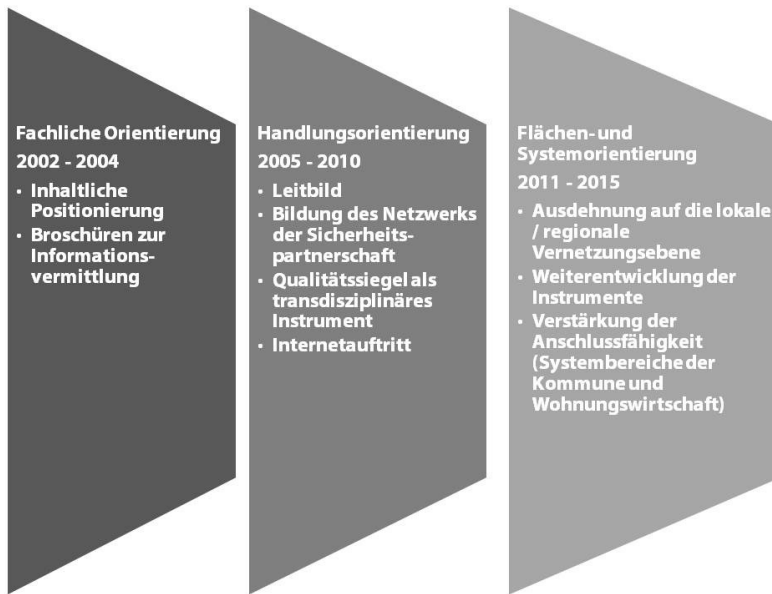 Fachliche Orientierung
2002 - 2004
• Inhaltliche
Positionierung
• Broschüren zur
Informations-
vermittlung
Handlungsorientierung
2005 - 2010
• Leitbild
• Bildung des Netzwerks
der Sicherheits-
partnerschaft
• Qualitätssiegel als
transdisziplinäres
Instrument
• Internetauftritt
Flächen- und
Systemorientierung
2011 - 2015
• Ausdehnung auf die lokale
/ regionale
Vernetzungsebene
• Weiterentwicklung der
Instrumente
• Verstärkung der
Anschlussfähigkeit
(Systembereiche der
Kommune und
Wohnungswirtschaft)